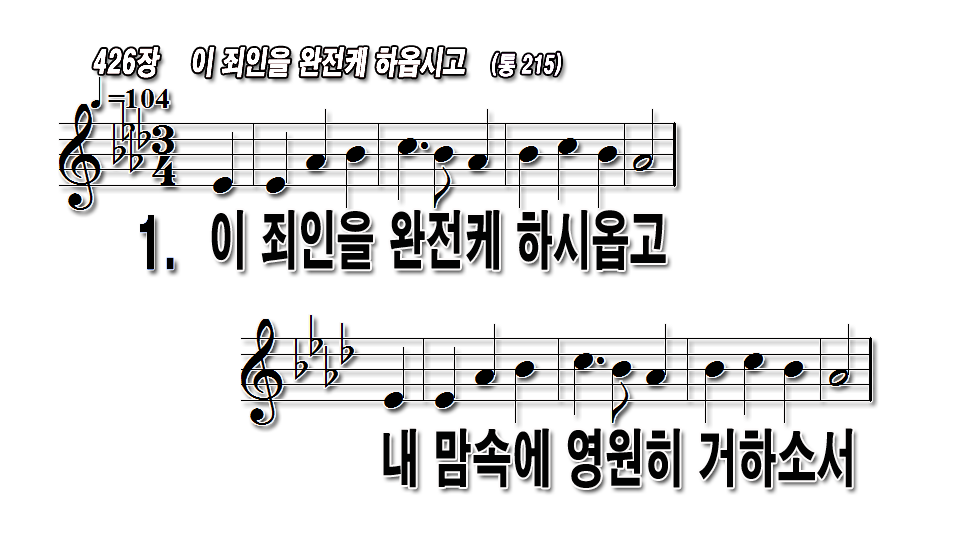 426장 이 죄인을 완전케 하옵시고 (통 215)
♩=104
3
4
1. 이 죄인을 완전케 하시옵고
내 맘속에 영원히 거하소서